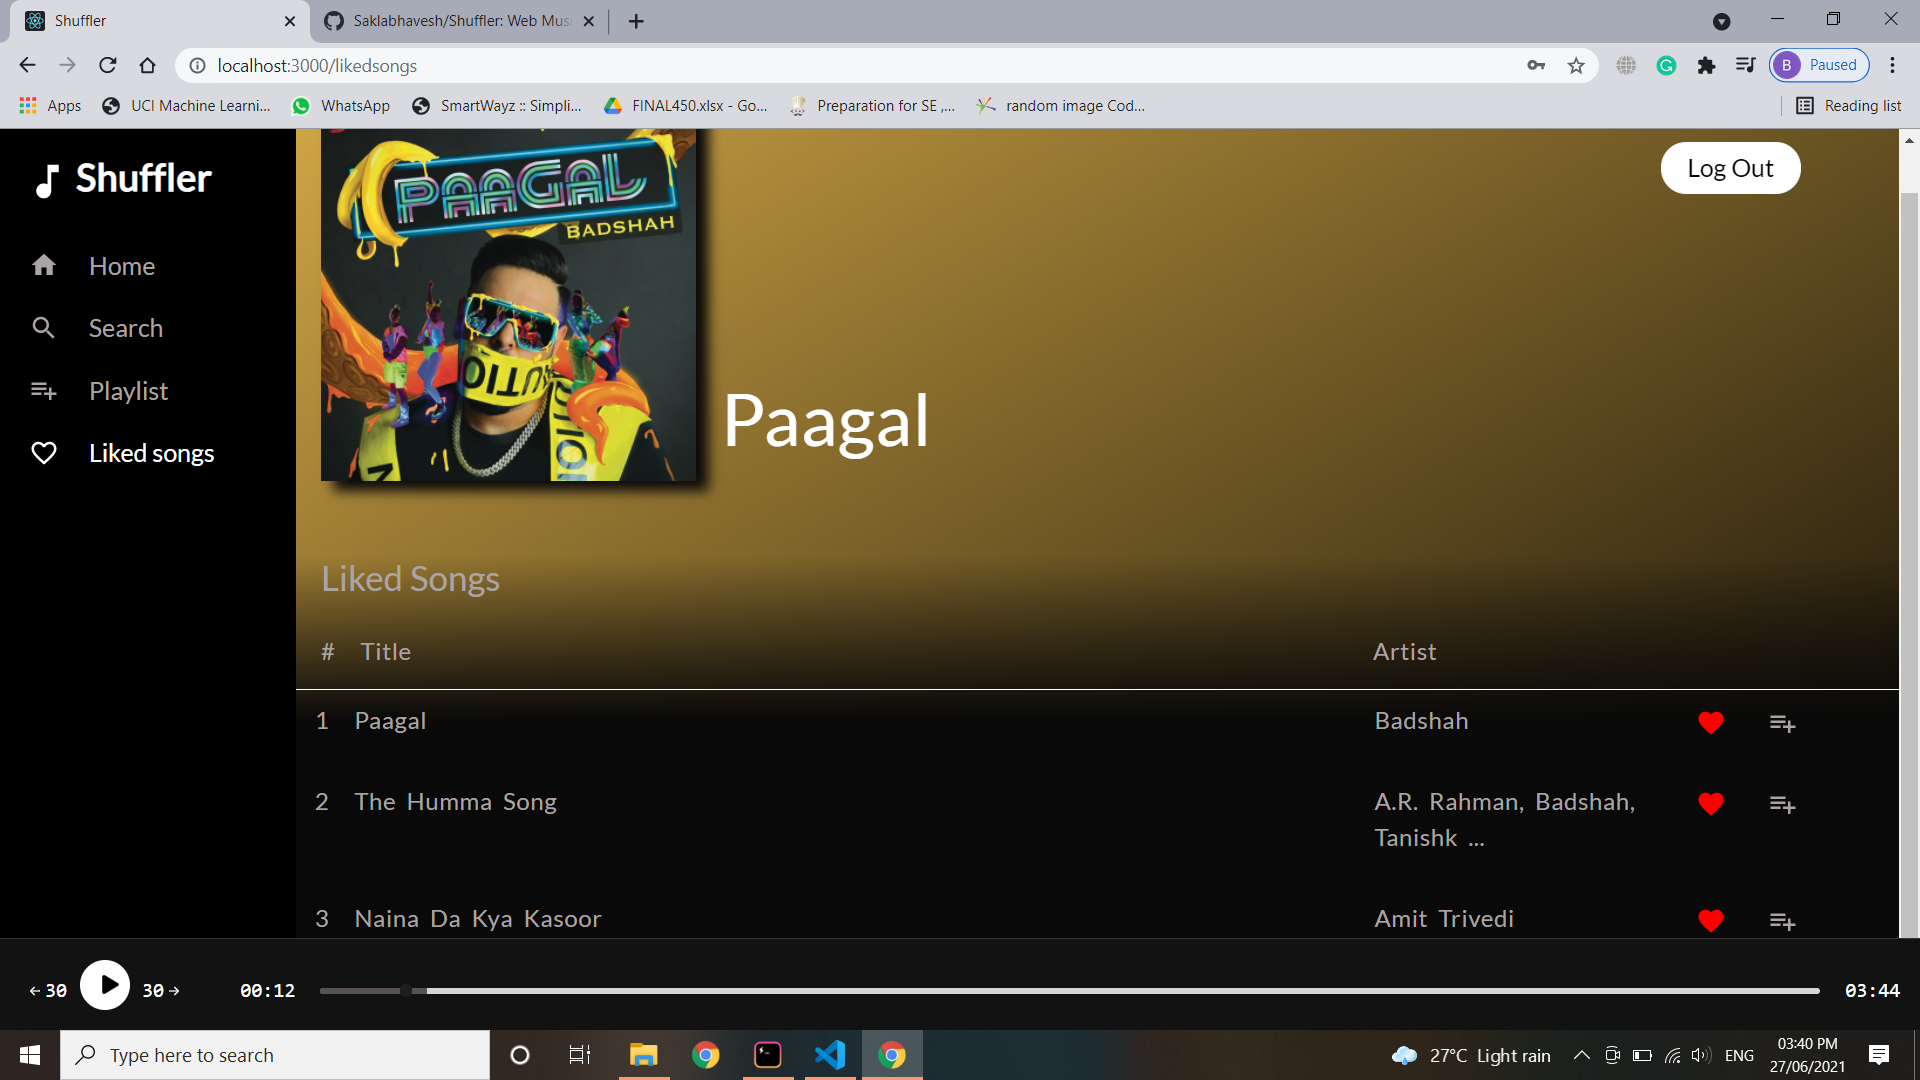 Shuffler
Saklabhavesh/Shuffler: Web Mus
localhost:3000/likedsongs
B Paused
Apps
UCI Machine Learni...
WhatsApp
SmartWayz :: Simpli...
FINAL450.xlsx - Go...
Preparation for SE ,...
random image Cod...
Reading list
Shuffler
Home
Search
Playlist
Liked songs
Log Out
PAAGAL
BADSHAH
Paagal
Liked Songs
# Title Artist
1 Paagal Badshah
2 The Humma Song A.R. Rahman, Badshah,
Tanishk ...
3 Naina Da Kya Kasoor Amit Trivedi
30 30 00:12 03:44
Type here to search
27°C Light rain
ENG
03:40 PM
27/06/2021